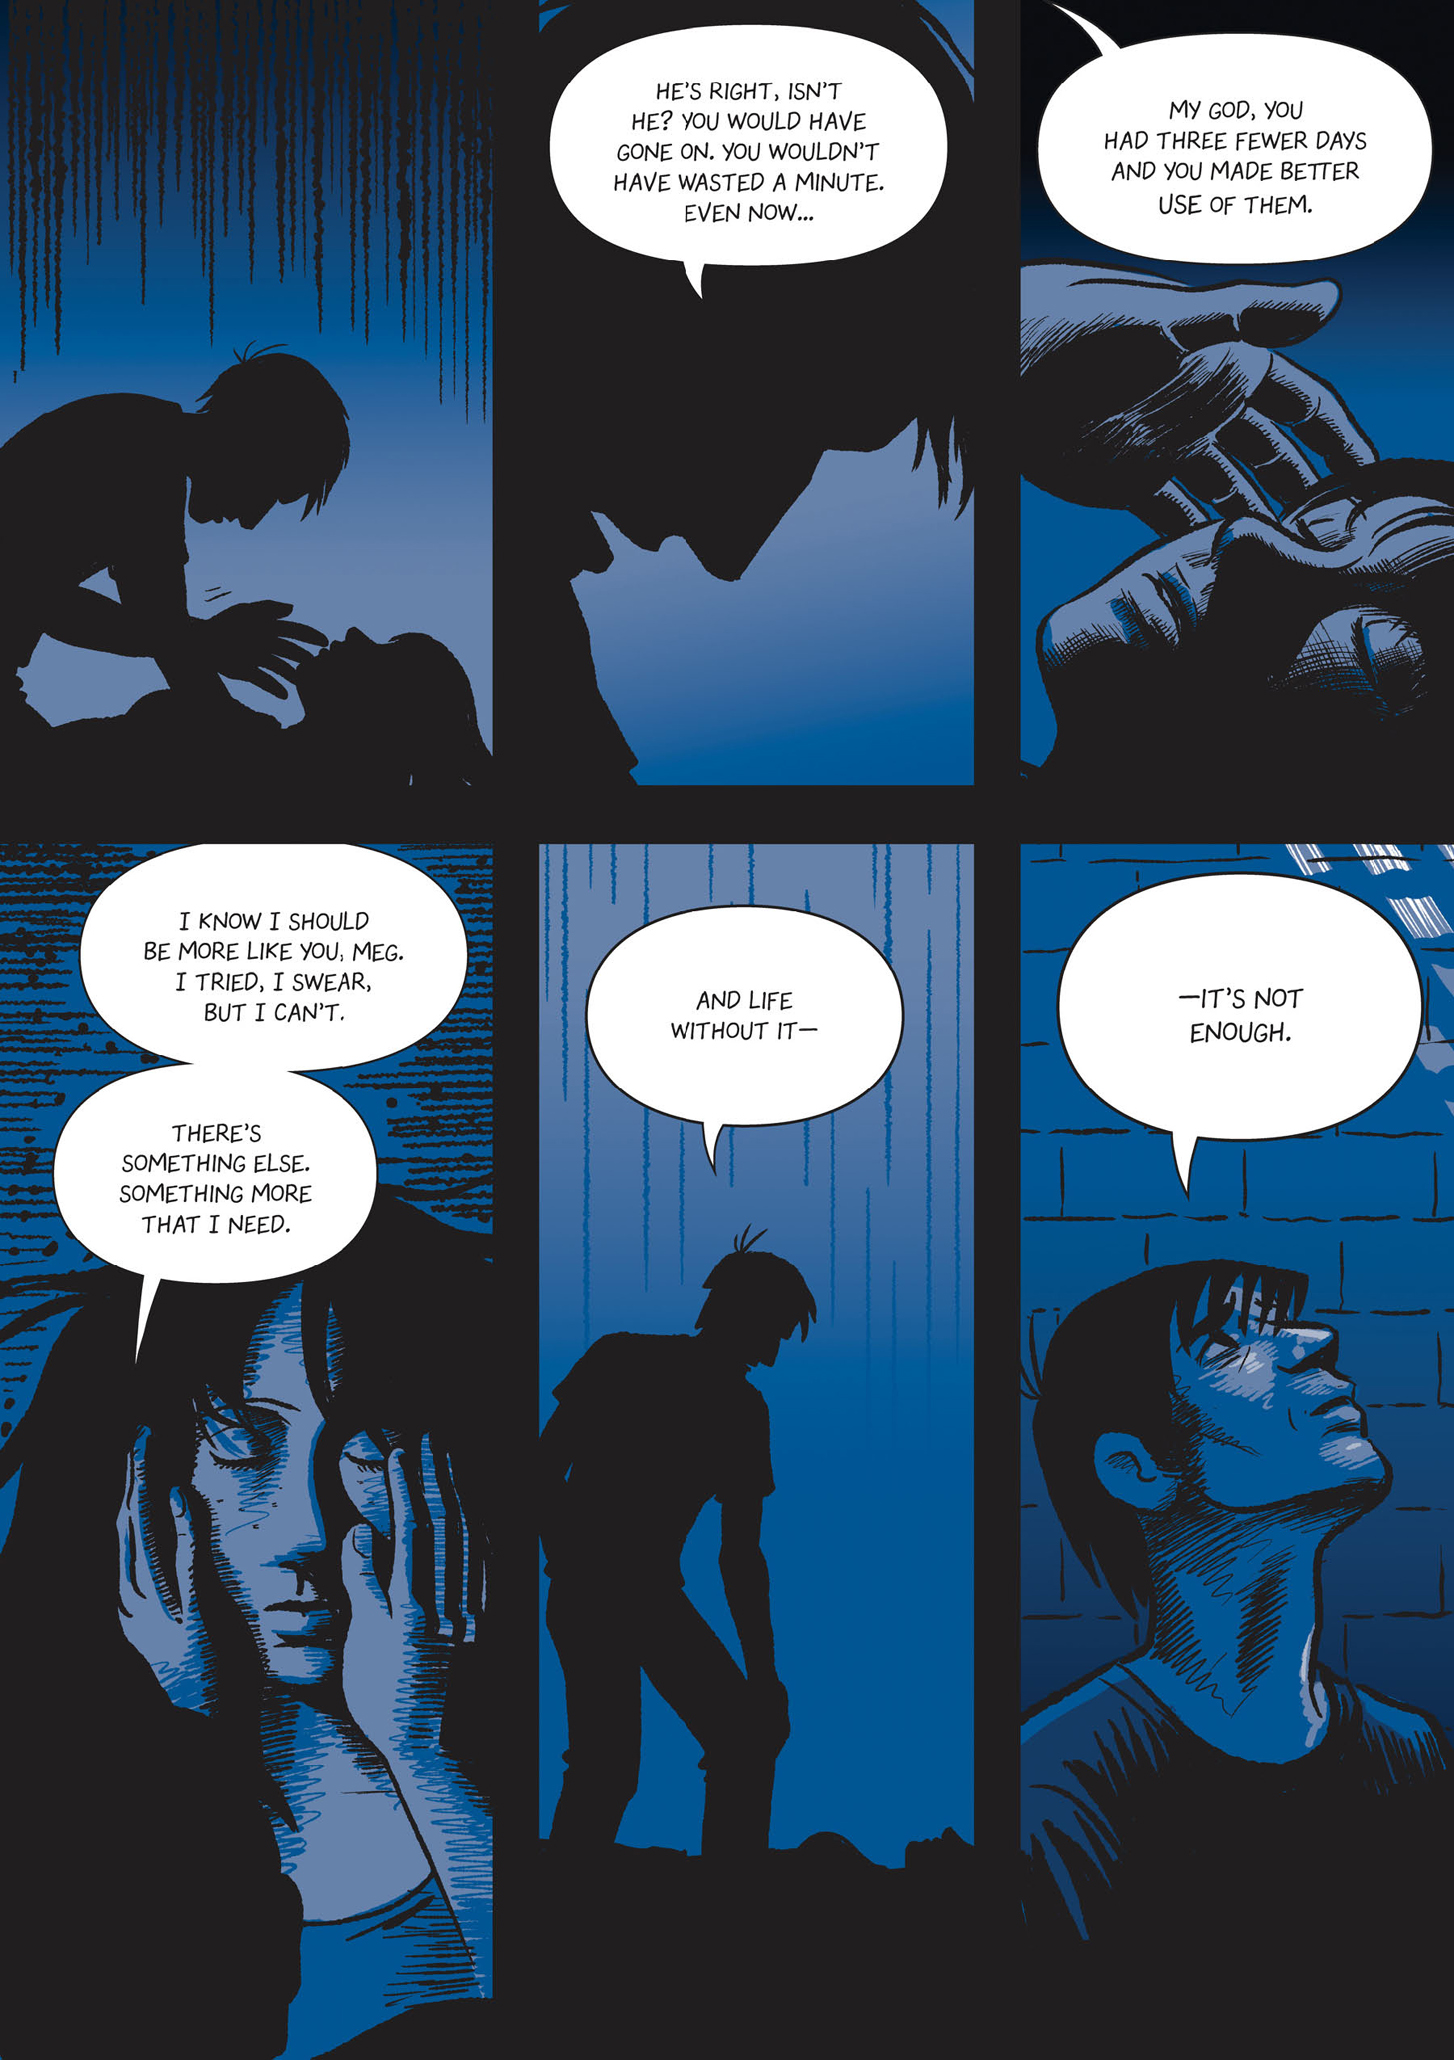 HE'S RIGHT, ISN'T
HE? YOU WOULD HAVE
GONE ON. YOU WOULDN'T
HAVE WASTED A MINUTE.
EVEN NOW...
MY GOD, YOU
HAD THREE FEWER DAYS
AND YOU MADE BETTER
USE OF THEM.
I KNOW I SHOULD
BE MORE LIKE YOU, MEG.
I TRIED, I SWEAR,
BUT I CAN'T.
THERE'S
SOMETHING ELSE.
SOMETHING MORE
THAT I NEED.
AND LIFE
WITHOUT IT—
—IT'S NOT
ENOUGH.